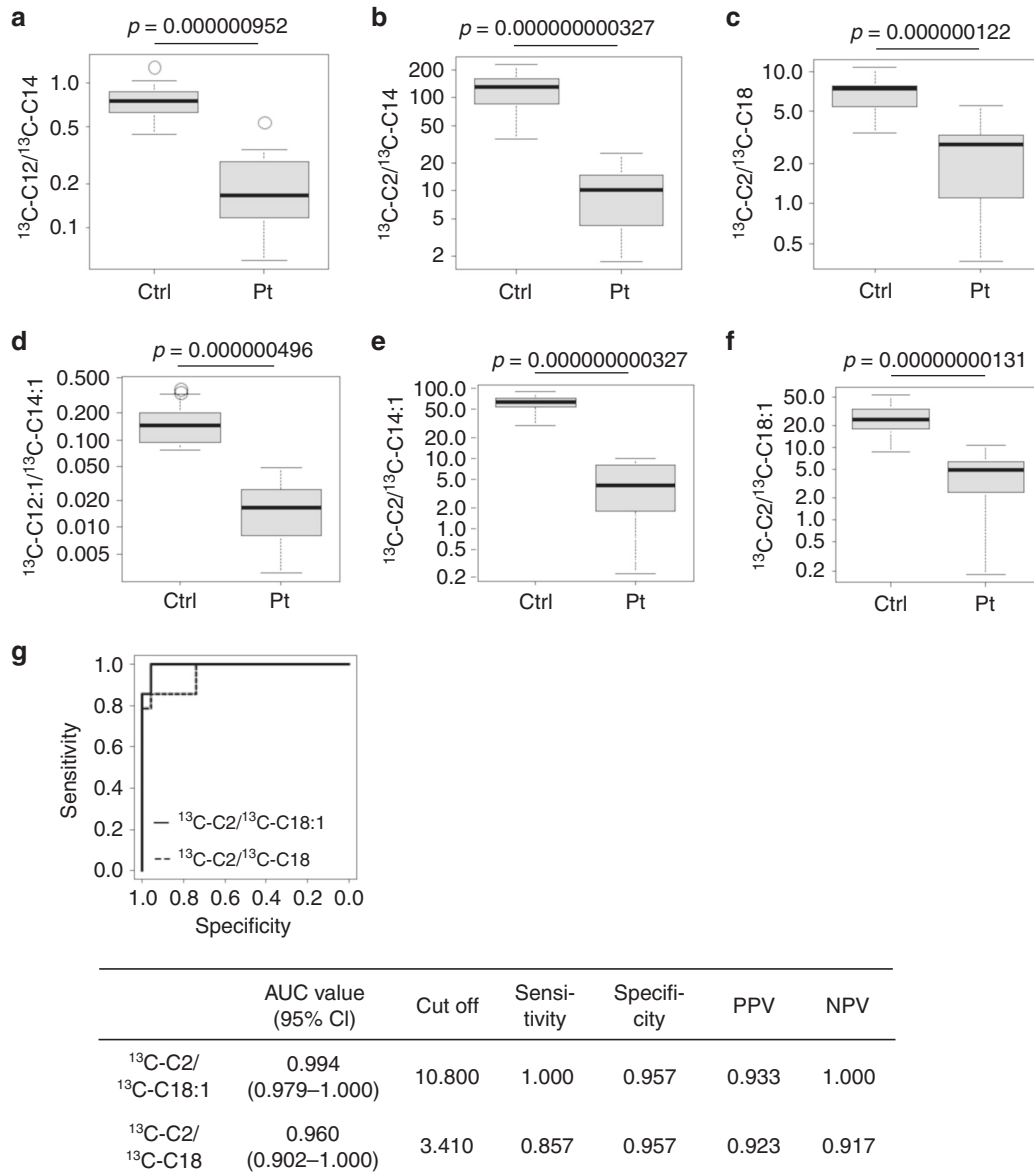 a
p = 0.000000952
¹³C-C12/¹³C-C14
1.0
0.5
0.2
0.1
Ctrl Pt
b
p = 0.000000000327
¹³C-C2/¹³C-C14
200
100
50
20
10
5
2
Ctrl Pt
c
p = 0.000000122
¹³C-C2/¹³C-C18
10.0
5.0
2.0
1.0
0.5
Ctrl Pt
d
p = 0.000000496
¹³C-C12:1/¹³C-C14:1
0.500
0.200
0.100
0.050
0.020
0.010
0.005
Ctrl Pt
e
p = 0.000000000327
¹³C-C2/¹³C-C14:1
100.0
50.0
20.0
10.0
5.0
2.0
1.0
0.5
0.2
Ctrl Pt
f
p = 0.00000000131
¹³C-C2/¹³C-C18:1
50.0
20.0
10.0
5.0
2.0
1.0
0.5
0.2
Ctrl Pt
g
Sensitivity
1.0
0.8
0.6
0.4
0.2
0.0
¹³C-C2/¹³C-C18:1
¹³C-C2/¹³C-C18
1.0 0.8 0.6 0.4 0.2 0.0
Specificity
AUC value (95% CI) Cut off Sensi-tivity Specifi-city PPV NPV
¹³C-C2/¹³C-C18:1 0.994 (0.979–1.000) 10.800 1.000 0.957 0.933 1.000
¹³C-C2/¹³C-C18 0.960 (0.902–1.000) 3.410 0.857 0.957 0.923 0.917